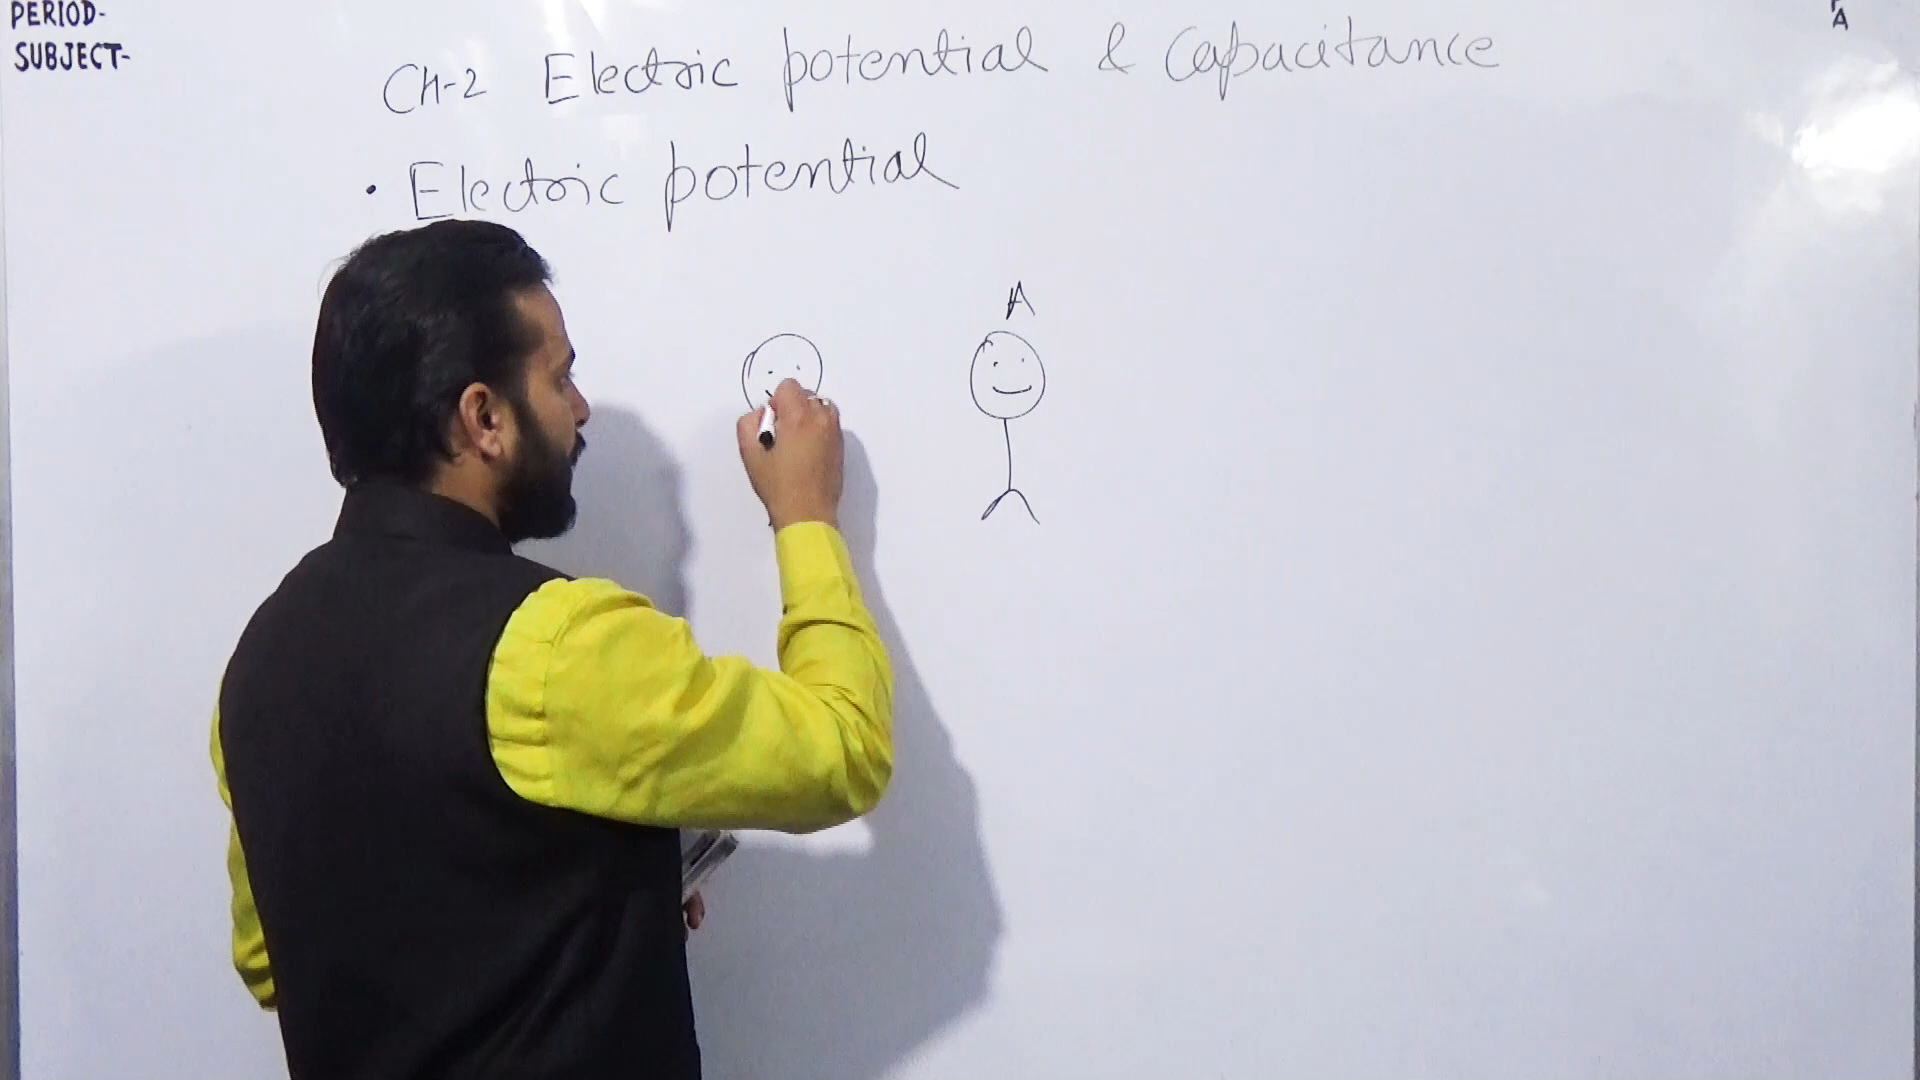 PERIOD-
SUBJECT-
Ch-2 Electric potential & Capacitance
• Electric potential
A